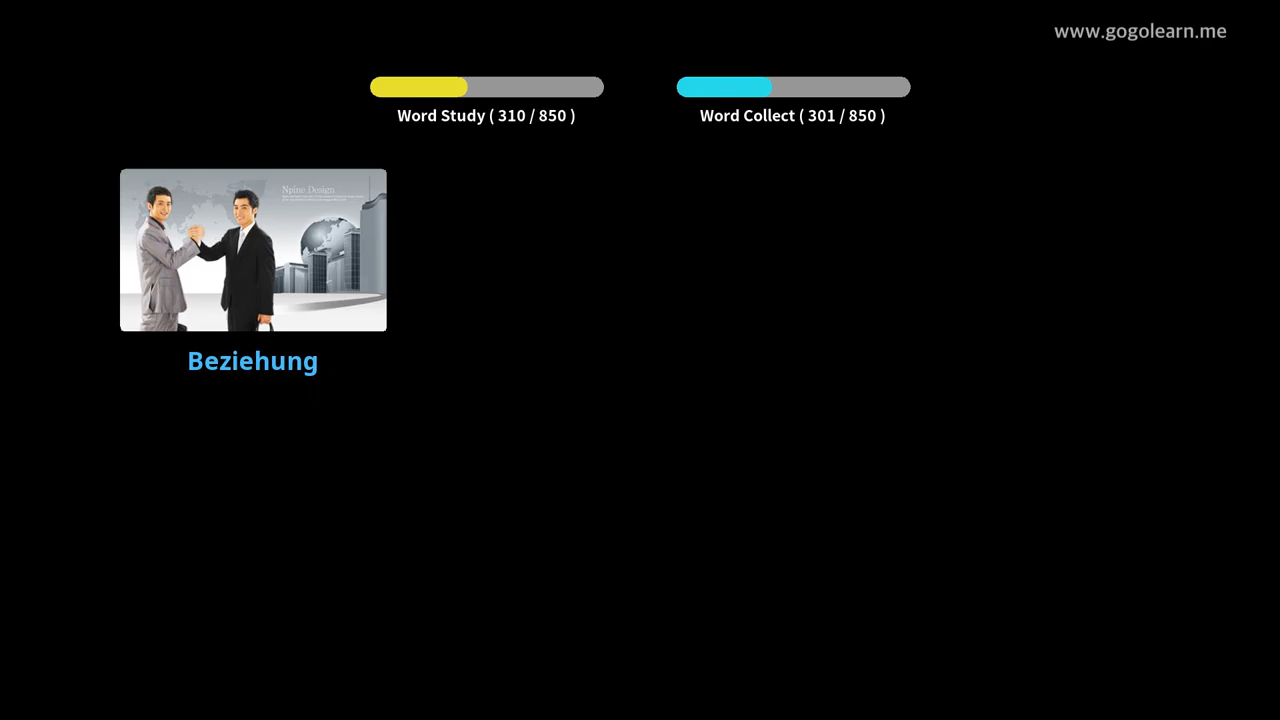 www.gogolearn.me
Word Study ( 310 / 850 )
Word Collect ( 301 / 850 )
Npine Design
Beziehung